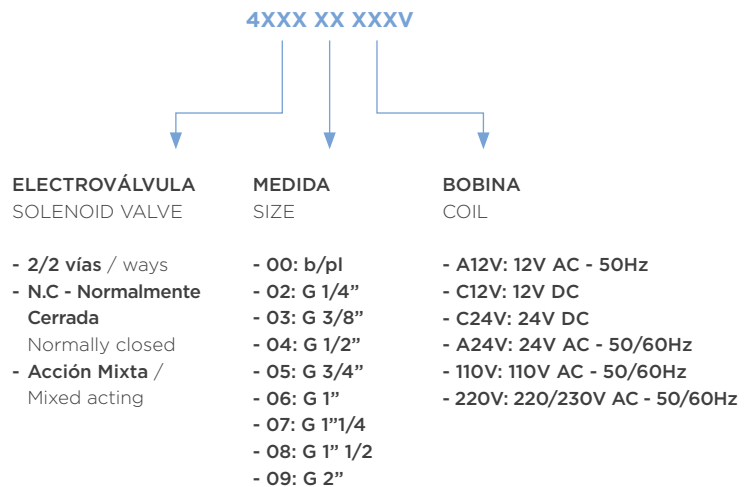 4XXX XX XXXV
ELECTROVÁLVULA
SOLENOID VALVE
- 2/2 vías / ways
- N.C - Normalmente
Cerrada
Normally closed
- Acción Mixta /
Mixed acting
MEDIDA
SIZE
- 00: b/pl
- 02: G 1/4”
- 03: G 3/8”
- 04: G 1/2”
- 05: G 3/4”
- 06: G 1”
- 07: G 1”1/4
- 08: G 1” 1/2
- 09: G 2”
BOBINA
COIL
- A12V: 12V AC - 50Hz
- C12V: 12V DC
- C24V: 24V DC
- A24V: 24V AC - 50/60Hz
- 110V: 110V AC - 50/60Hz
- 220V: 220/230V AC - 50/60Hz